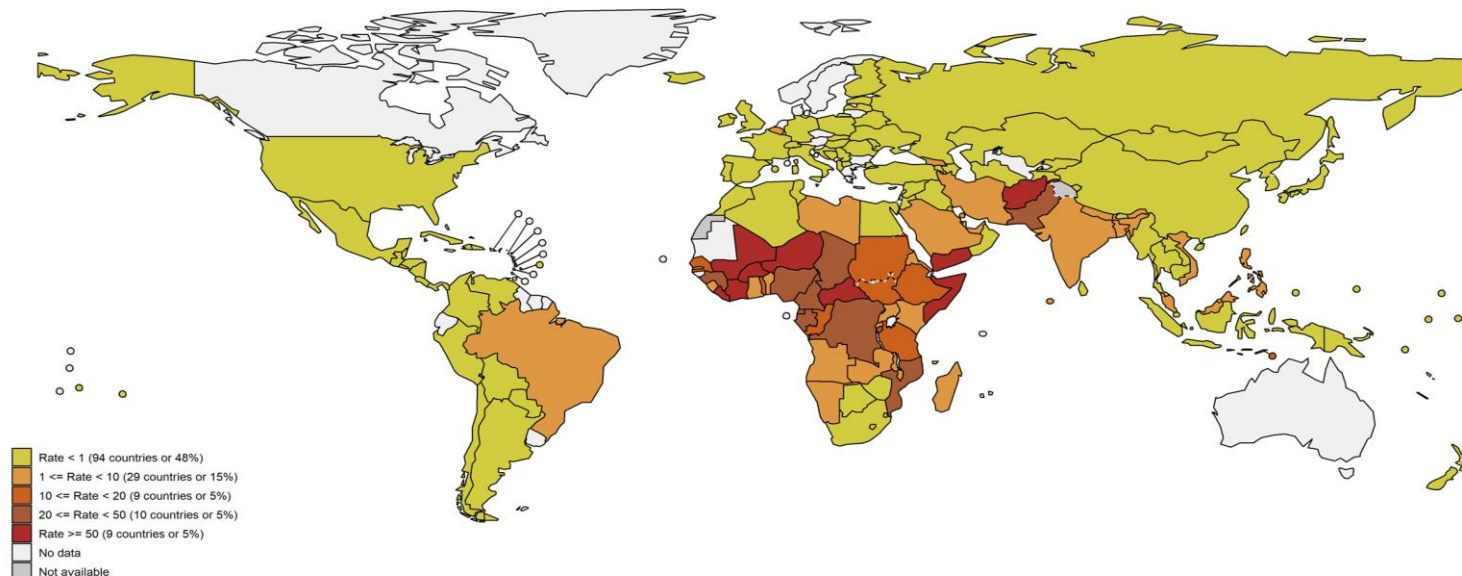 Rate < 1 (94 countries or 48%)
1 <= Rate < 10 (29 countries or 15%)
10 <= Rate < 20 (9 countries or 5%)
20 <= Rate < 50 (10 countries or 5%)
Rate >= 50 (9 countries or 5%)
No data
Not available